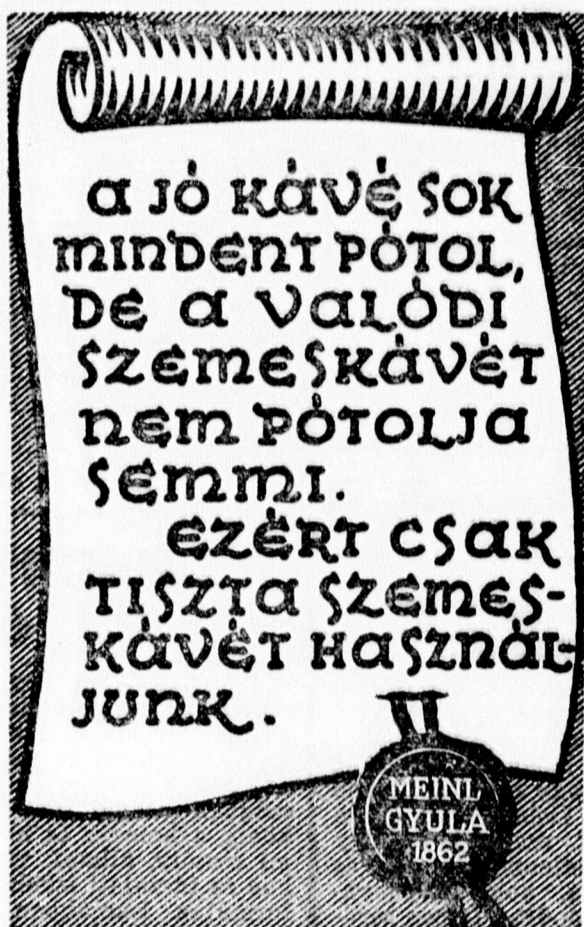 a JÓ KÁVÉ SOK
MINDENT PÓTOL,
DE A VALÓDI
SZEMESKÁVÉT
NEM PÓTOLJA
SEMMI.
EZÉRT CSAK
TISZTA SZEMES-
KÁVÉT HASZNÁL-
JUNK.
MEINL
GYULA
1862